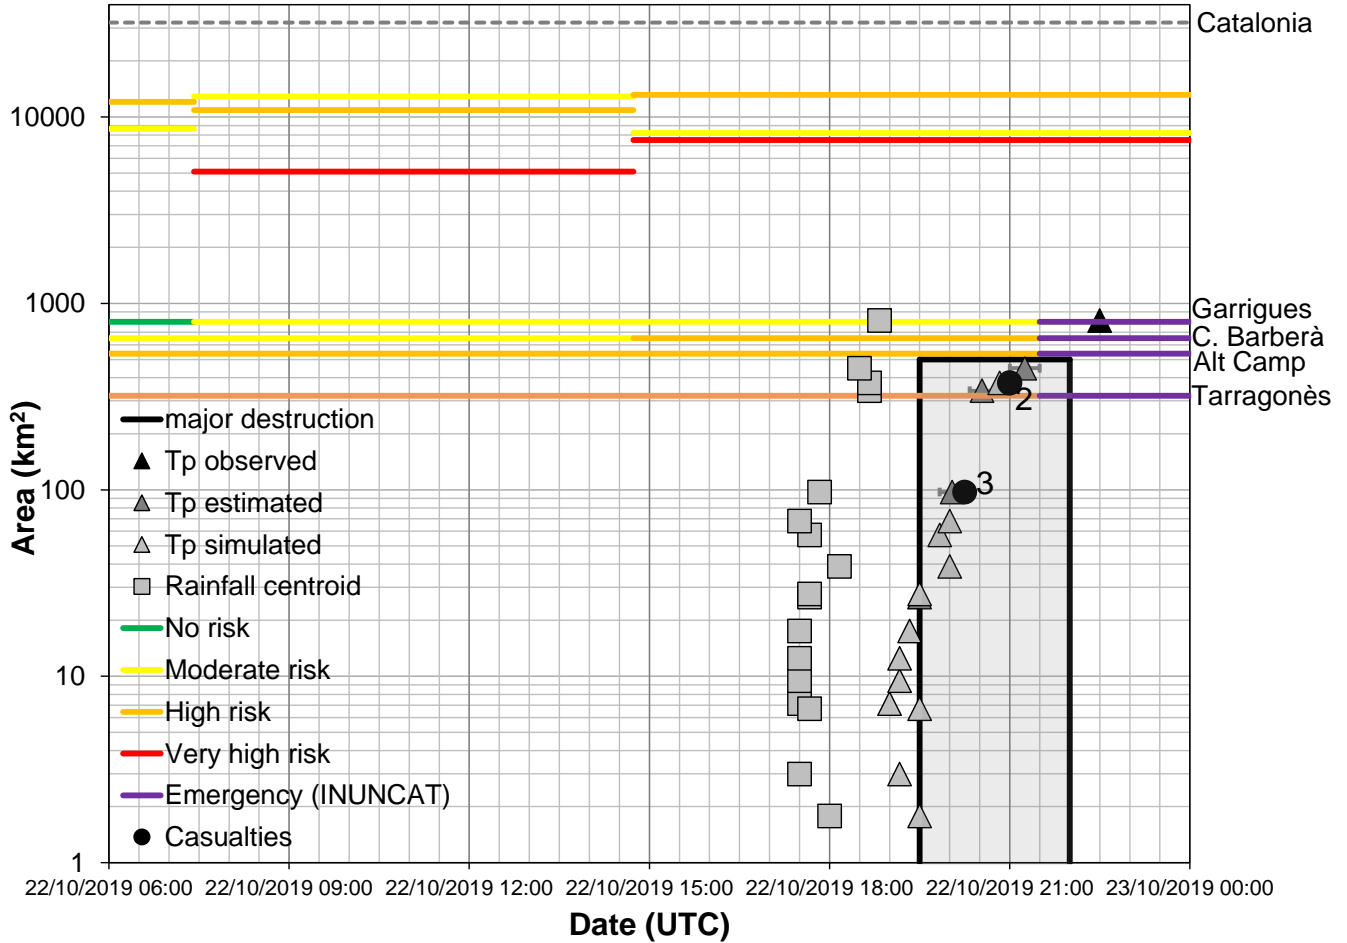 Catalonia
10000
1000
Garrigues
C. Barberà
Alt Camp
Tarragonès
2
major destruction
Tp observed
100
3
Tp estimated
Tp simulated
Rainfall centroid
No risk
Moderate risk
10
High risk
Very high risk
Emergency (INUNCAT)
Casualties
1
Area (km²)
22/10/2019 06:00
22/10/2019 09:00
22/10/2019 12:00
22/10/2019 15:00
22/10/2019 18:00
22/10/2019 21:00
23/10/2019 00:00
Date (UTC)